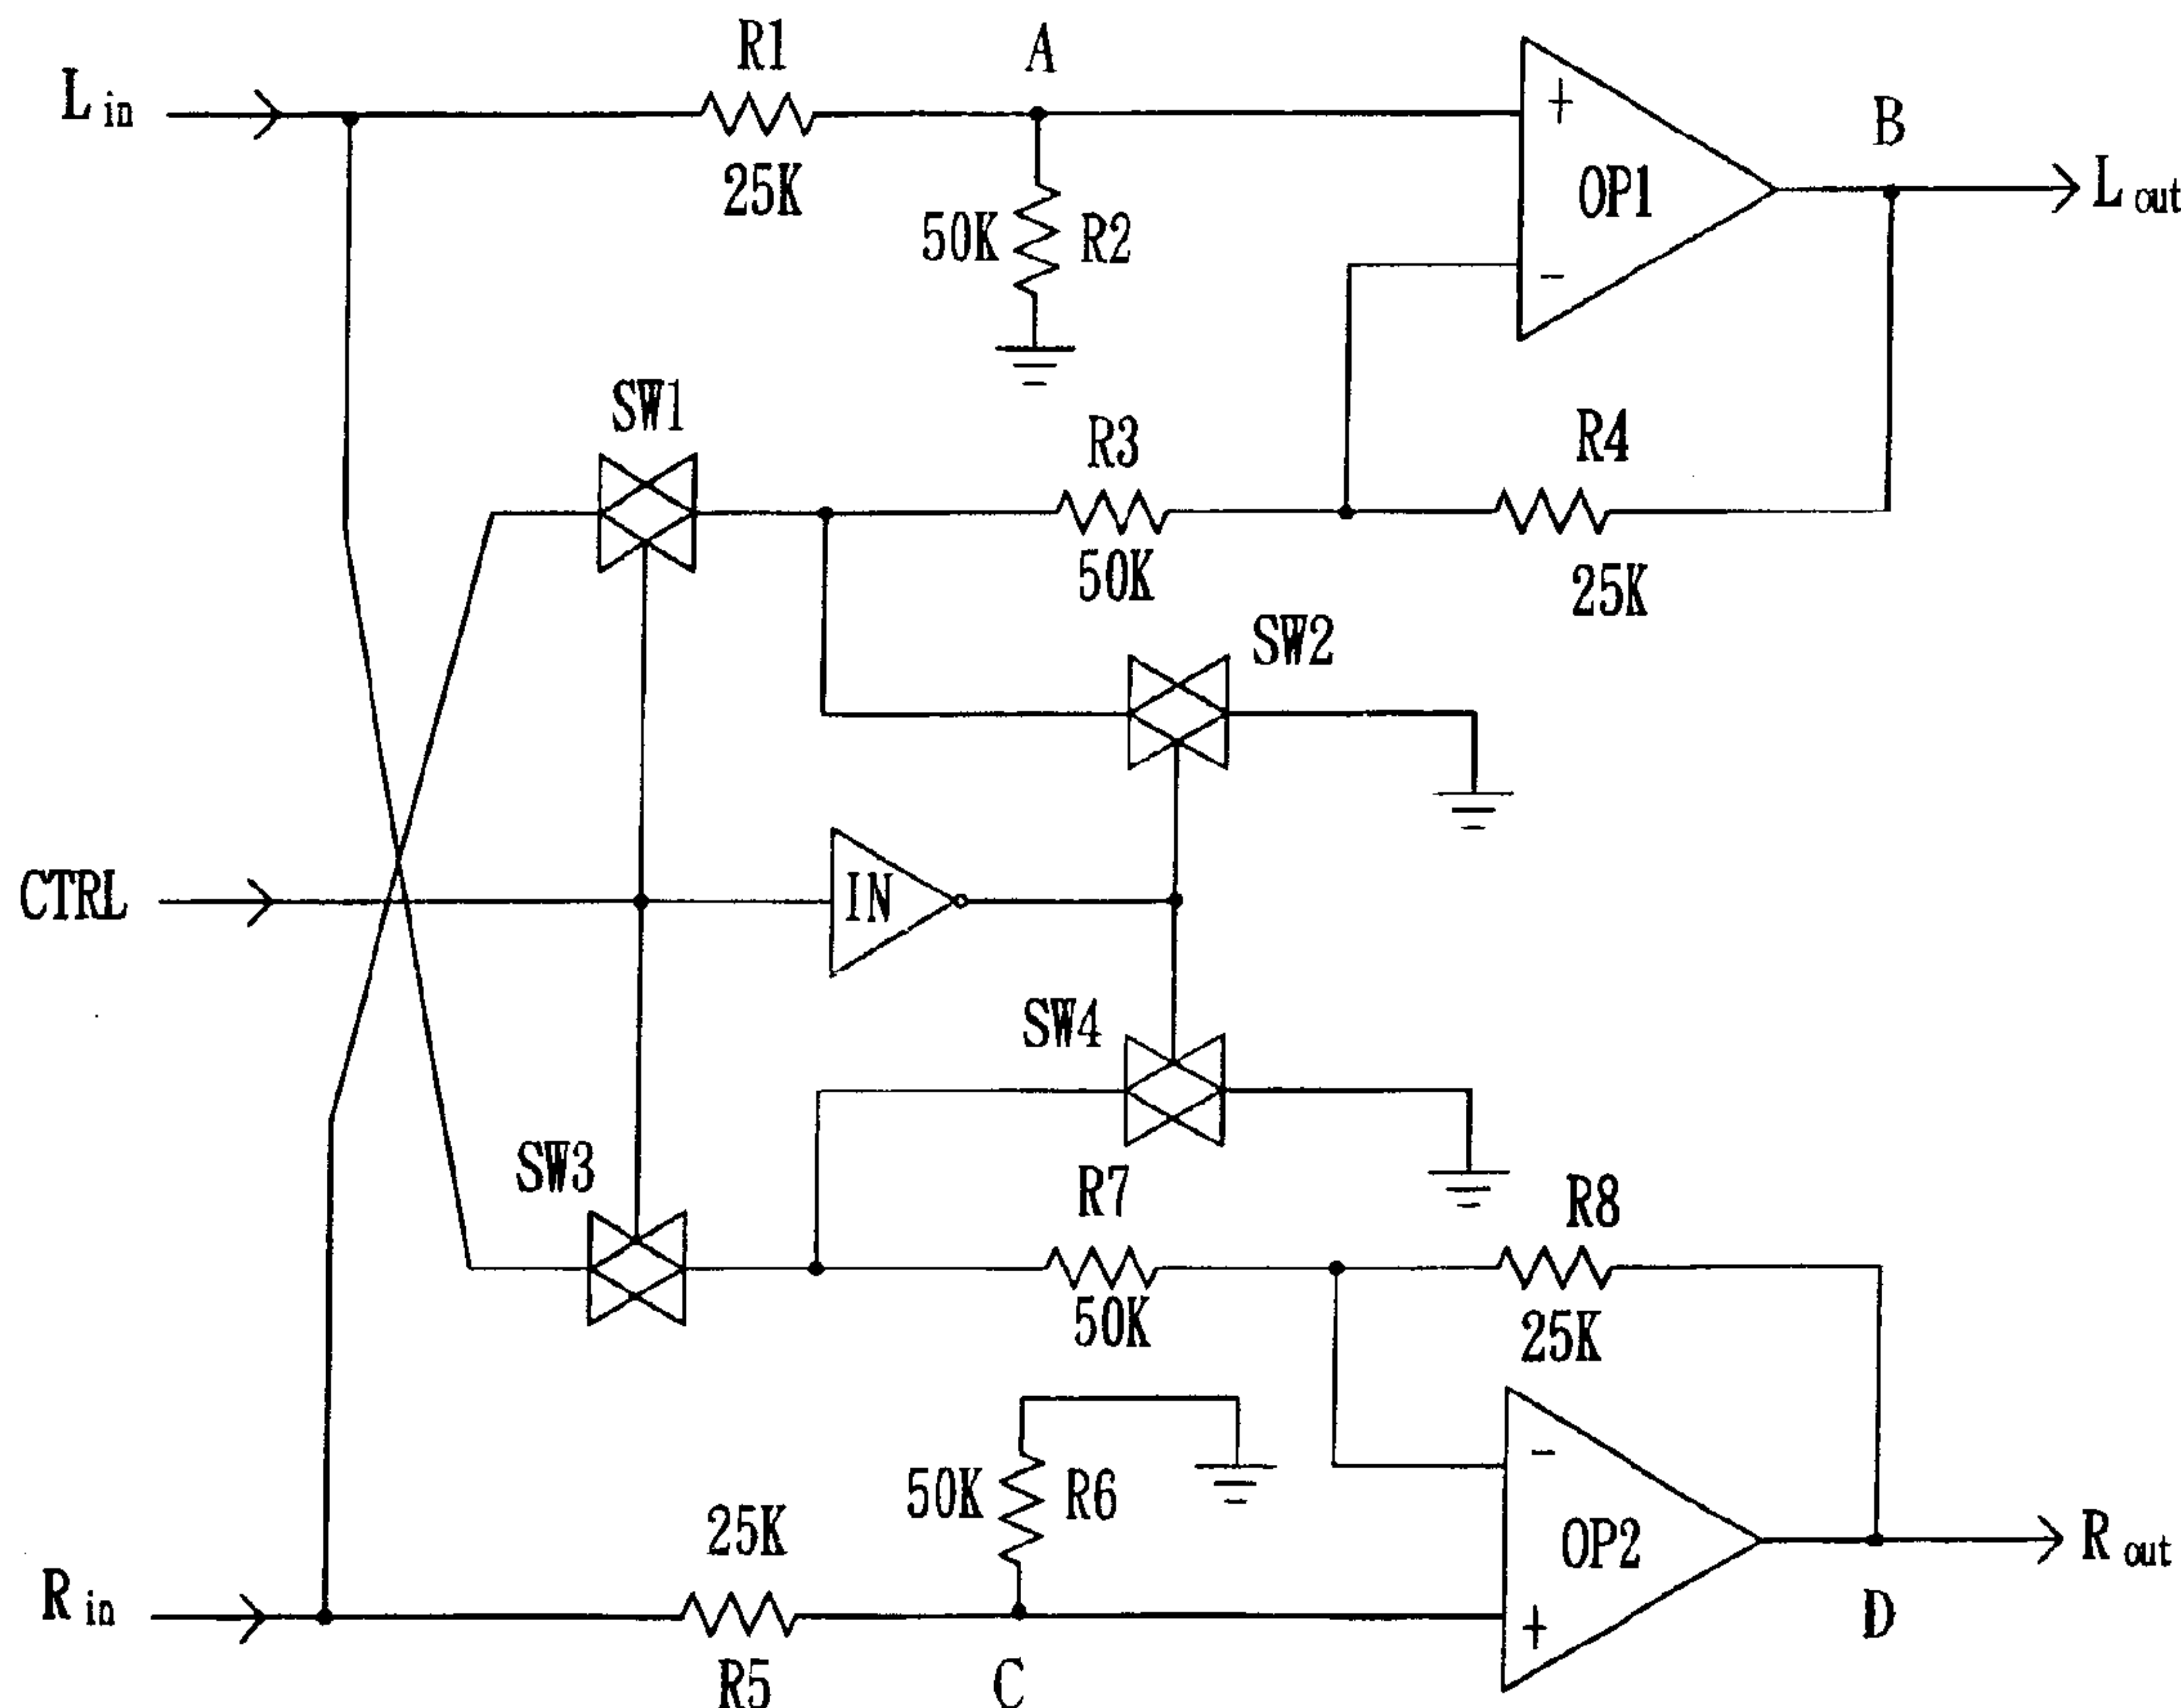 R1
A
L in
+
B
25K
OP1
L out
50K
R2
-
SW1
R3
R4
50K
25K
SW2
CTRL
IN
SW4
SW3
R7
R8
50K
25K
-
50K
R6
25K
OP2
R out
R in
+
D
R5
C